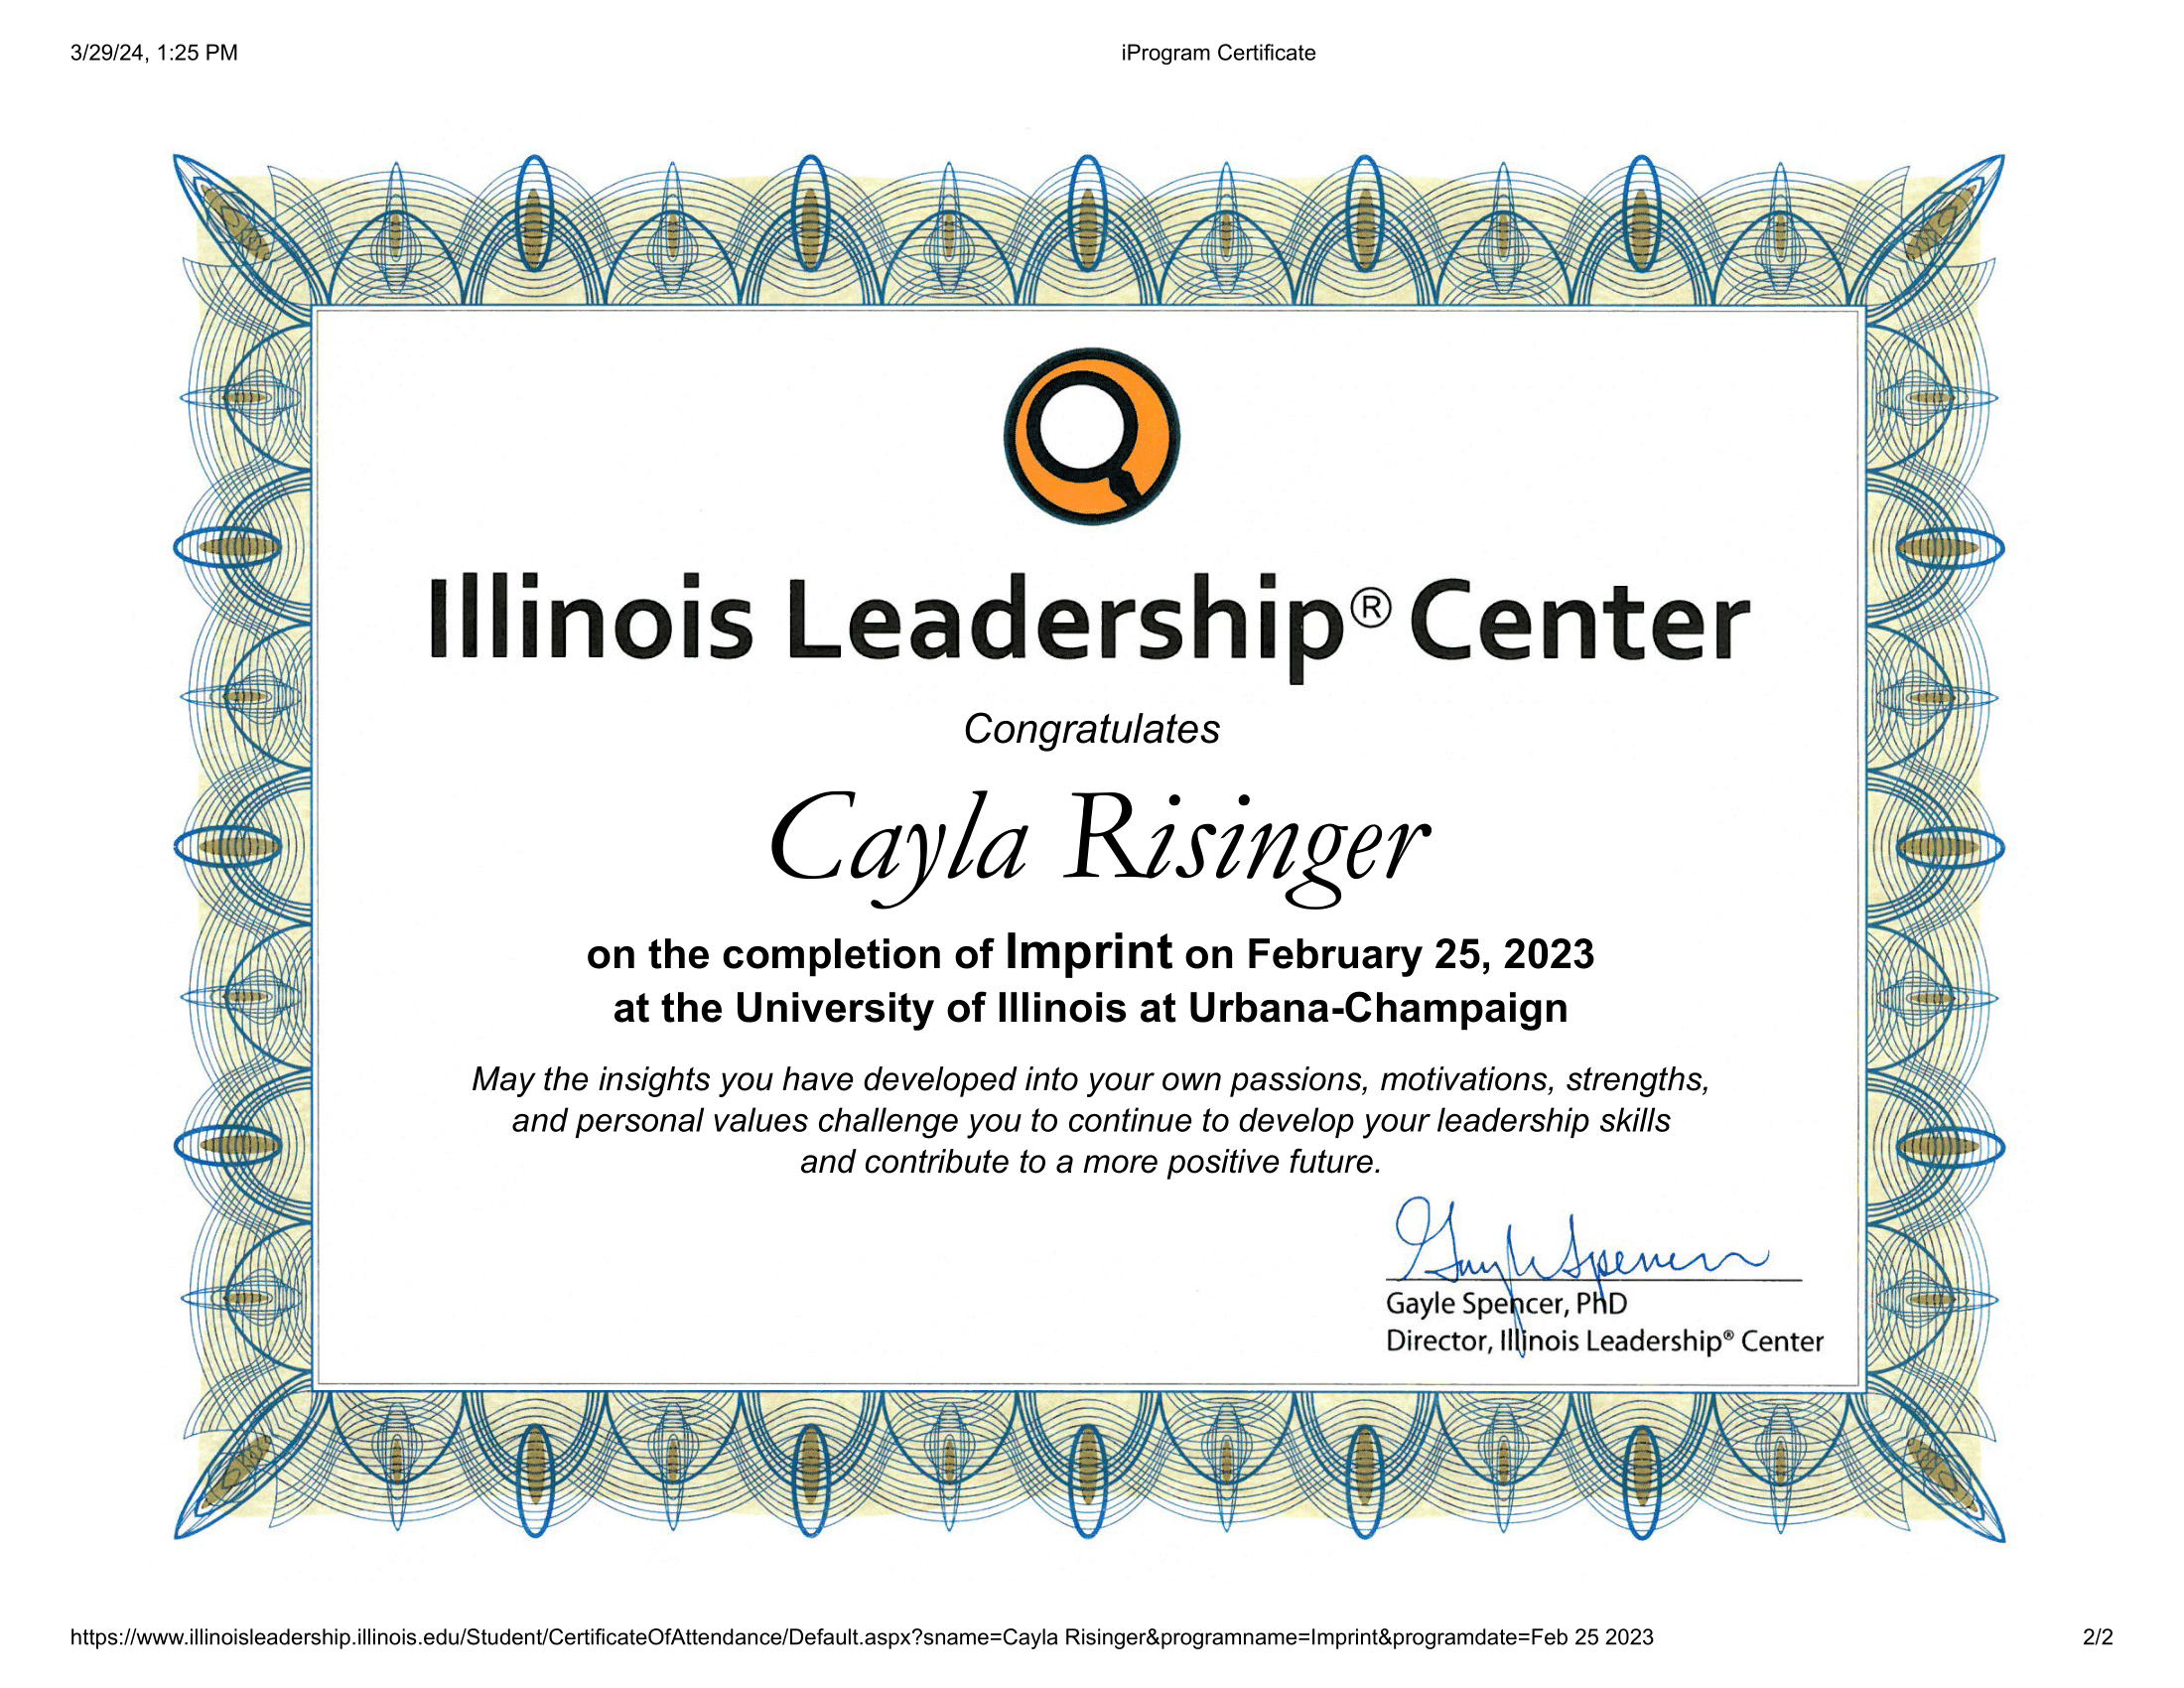 3/29/24, 1:25 PM
iProgram Certificate
Illinois Leadership® Center
Congratulates
Cayla Risinger
on the completion of Imprint on February 25, 2023
at the University of Illinois at Urbana-Champaign
May the insights you have developed into your own passions, motivations, strengths,
and personal values challenge you to continue to develop your leadership skills
and contribute to a more positive future.
Gayle Spencer
Gayle Spencer, PhD
Director, Illinois Leadership® Center
https://www.illinoisleadership.illinois.edu/Student/CertificateOfAttendance/Default.aspx?sname=Cayla Risinger&programname=Imprint&programdate=Feb 25 2023
2/2